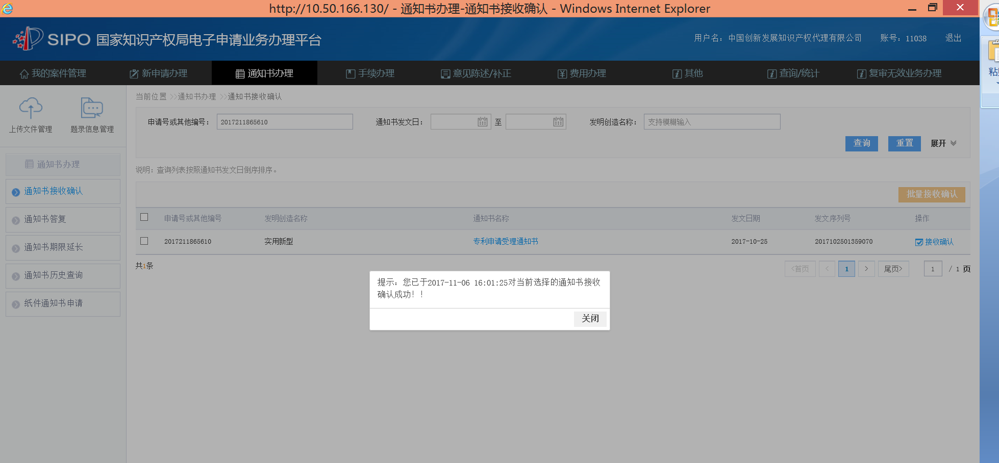 http://10.50.166.130/ - 通知书办理-通知书接收确认 - Windows Internet Explorer
SIPO 国家知识产权局电子申请业务办理平台
用户名：中国创新发展知识产权代理有限公司 账号：11038 退出
我的案件管理 新申请办理 通知书办理 手续办理 意见陈述/补正 费用办理 其他 查询/统计 复审无效业务办理
上传文件管理 题录信息管理
通知书办理
通知书接收确认
通知书答复
通知书期限延长
通知书历史查询
纸件通知书申请
当前位置 >>通知书办理 >>通知书接收确认
申请号或其他编号： 2017211865610 通知书发文日： 至 发明创造名称： 支持模糊输入
查询 重置 展开
说明：查询列表按照通知书发文日倒序排序。
批量接收确认
申请号或其他编号 发明创造名称 通知书名称 发文日期 发文序列号 操作
2017211865610 实用新型 专利申请受理通知书 2017-10-25 2017102501359070 接收确认
共1条
<首页 < 1 > 尾页> 1 / 1 页
提示：您已于2017-11-06 16:01:25对当前选择的通知书接收
确认成功！！
关闭